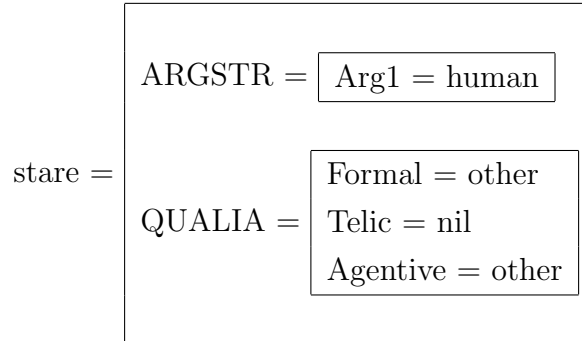 ARGSTR = Arg1 = human
stare =
QUALIA =
Formal = other
Telic = nil
Agentive = other